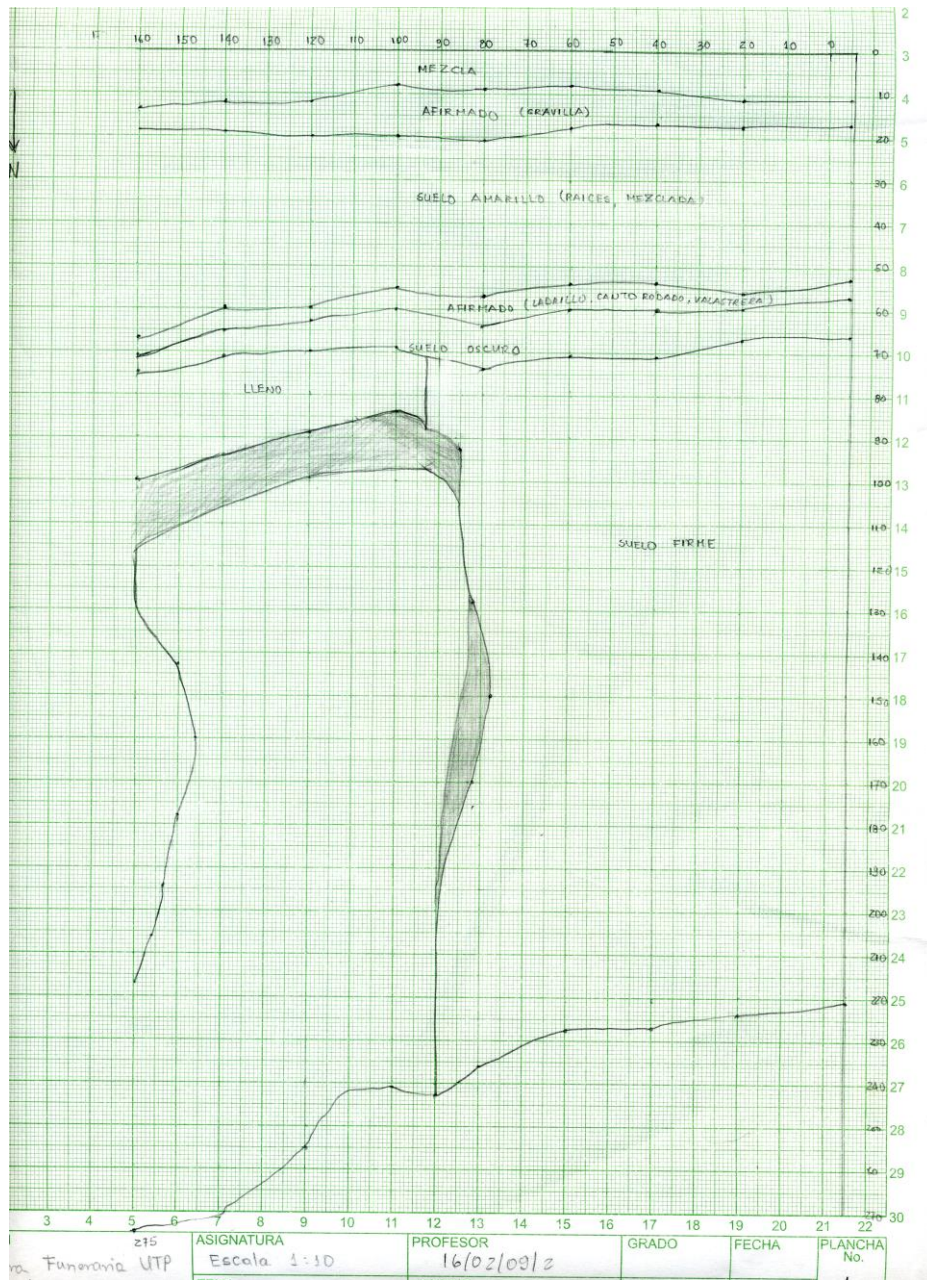 2
15 160 150 140 130 120 110 100 90 80 70 60 50 40 30 20 10 0 0 3
MEZCLA
10 4
AFIRMADO (GRAVILLA)
20 5
N
30 6
SUELO AMARILLO (RAICES, MEZCLADA)
40 7
50 8
AFIRMADO (LADRILLO, CANTO RODADO, VALASTRERA)
60 9
SUELO OSCURO
70 10
LLENO
80 11
90 12
100 13
110 14
SUELO FIRME
120 15
130 16
140 17
150 18
160 19
170 20
180 21
190 22
200 23
210 24
220 25
230 26
240 27
28
29
270 30
3 4 5 6 7 8 9 10 11 12 13 14 15 16 17 18 19 20 21 22
275
Funeraria UTP
ASIGNATURA
Escala 1:10
PROFESOR
16/02/09/2
GRADO
FECHA
PLANCHA
No.